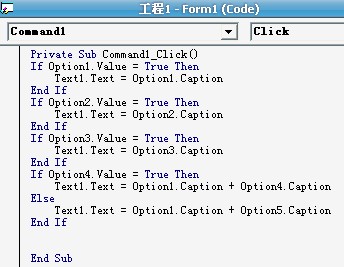 工程1 - Form1 (Code)
Command1 Click
Private Sub Command1_Click()
If Option1.Value = True Then
Text1.Text = Option1.Caption
End If
If Option2.Value = True Then
Text1.Text = Option2.Caption
End If
If Option3.Value = True Then
Text1.Text = Option3.Caption
End If
If Option4.Value = True Then
Text1.Text = Option1.Caption + Option4.Caption
Else
Text1.Text = Option1.Caption + Option5.Caption
End If
End Sub